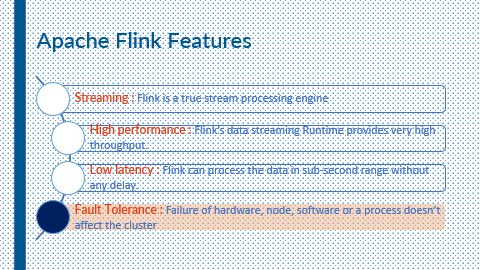 Apache Flink Features
Streaming : Flink is a true stream processing engine
High performance : Flink's data streaming Runtime provides very high
throughput.
Low latency : Flink can process the data in sub-second range without
any delay.
Fault Tolerance : Failure of hardware, node, software or a process doesn't
affect the cluster